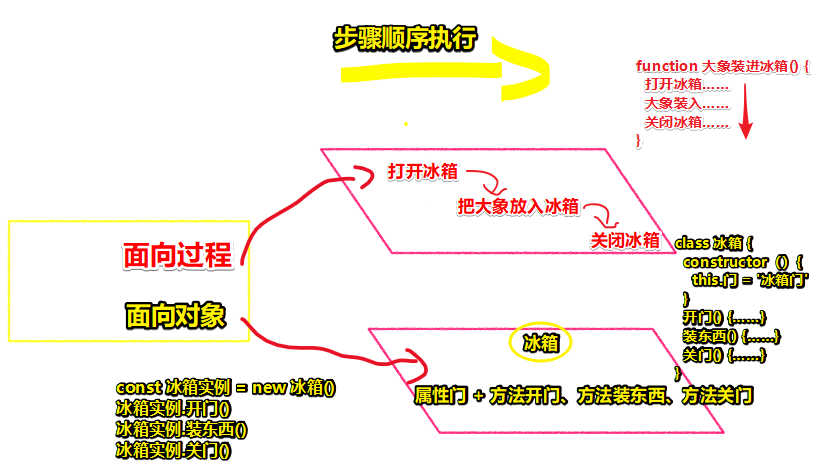 步骤顺序执行
function 大象装进冰箱() {
打开冰箱……
大象装入……
关闭冰箱……
}
打开冰箱
把大象放入冰箱
关闭冰箱
面向过程
面向对象
class 冰箱 {
constructor （）{
this.门 = '冰箱门'
}
开门() {……}
装东西() {……}
关门() {……}
}
冰箱
属性门 + 方法开门、方法装东西、方法关门
const 冰箱实例 = new 冰箱()
冰箱实例.开门()
冰箱实例.装东西()
冰箱实例.关门()